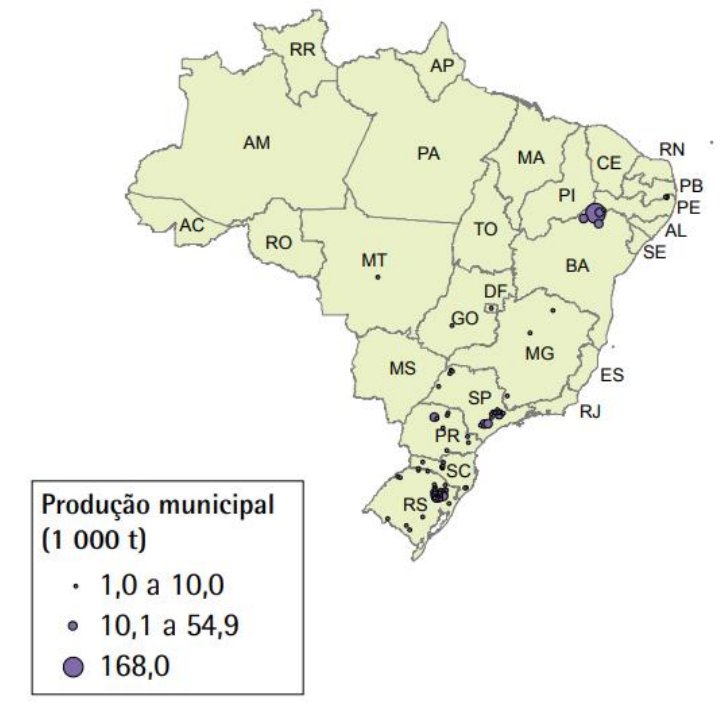 RR
AP
AM
PA
MA
CE
RN
PB
PI
PE
AC
AL
RO
TO
SE
MT
BA
DF
GO
MG
MS
ES
SP
RJ
PR
SC
RS
Produção municipal
(1 000 t)
1,0 a 10,0
10,1 a 54,9
168,0